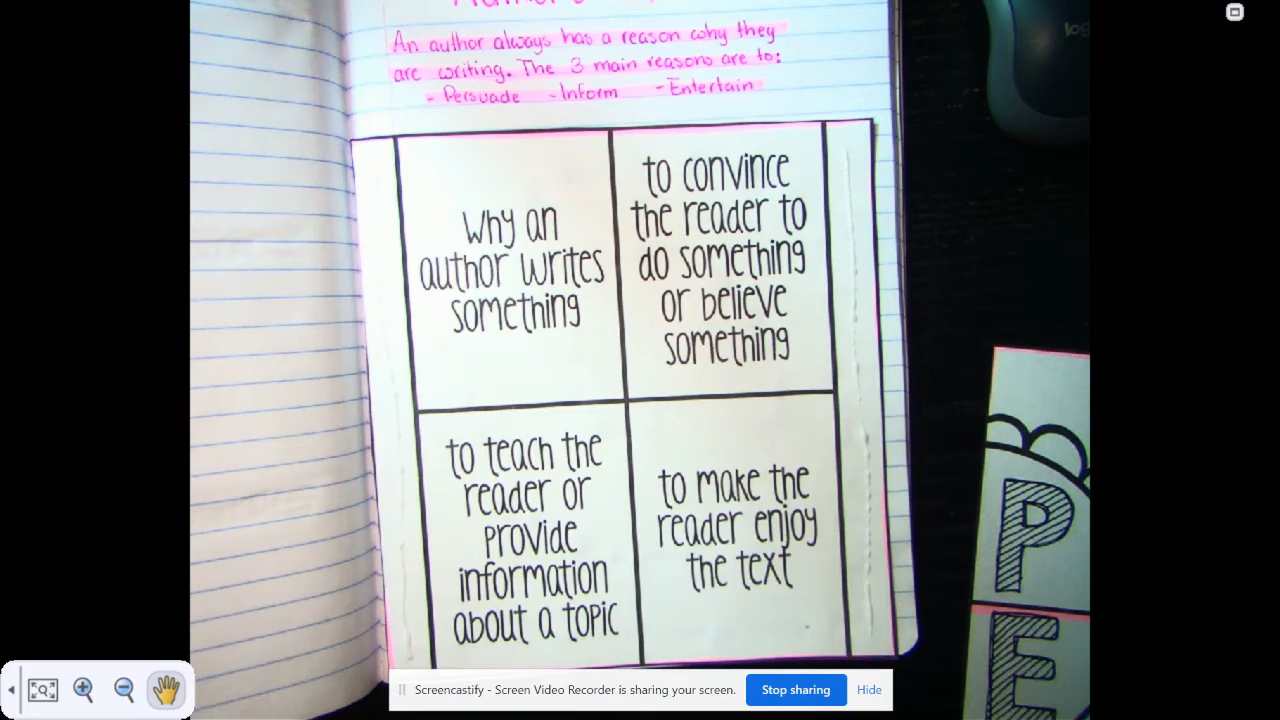 An author always has a reason why they
are writing. The 3 main reasons are to:
- Persuade - Inform - Entertain
Why an
author writes
something
to convince
the reader to
do something
or believe
something
to teach the
reader or
provide
information
about a topic
to make the
reader enjoy
the text
P
E
Screencastify - Screen Video Recorder is sharing your screen. Stop sharing Hide